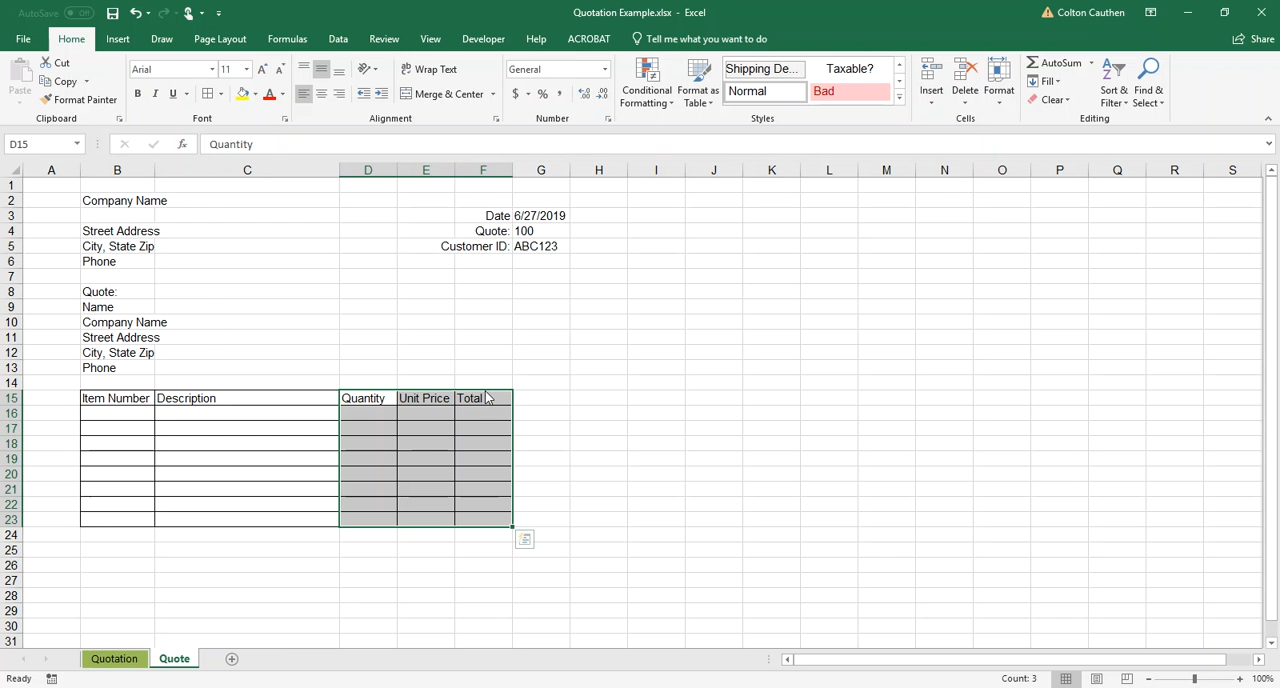 AutoSave Off
Quotation Example.xlsx - Excel
Colton Cauthen
File Home Insert Draw Page Layout Formulas Data Review View Developer Help ACROBAT Tell me what you want to do Share
Paste
Cut
Copy
Format Painter
Clipboard
Arial 11
B I U
Font
Wrap Text
Merge & Center
Alignment
General
$ % ,
Number
Conditional Formatting
Format as Table
Shipping De... Taxable?
Normal Bad
Styles
Insert Delete Format
Cells
AutoSum
Fill
Clear
Sort & Filter
Find & Select
Editing
D15 fx Quantity
A B C D E F G H I J K L M N O P Q R S
1
2 Company Name
3 Date 6/27/2019
4 Street Address Quote: 100
5 City, State Zip Customer ID: ABC123
6 Phone
7
8 Quote:
9 Name
10 Company Name
11 Street Address
12 City, State Zip
13 Phone
14
15 Item Number Description Quantity Unit Price Total
16
17
18
19
20
21
22
23
24
25
26
27
28
29
30
31
Quotation Quote
Ready Count: 3 100%